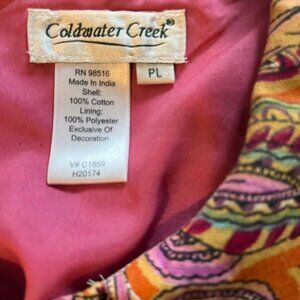 Coldwater Creek®
PL
RN 98516
Made In India
Shell:
100% Cotton
Lining:
100% Polyester
Exclusive Of
Decoration
V# C1659
H20174